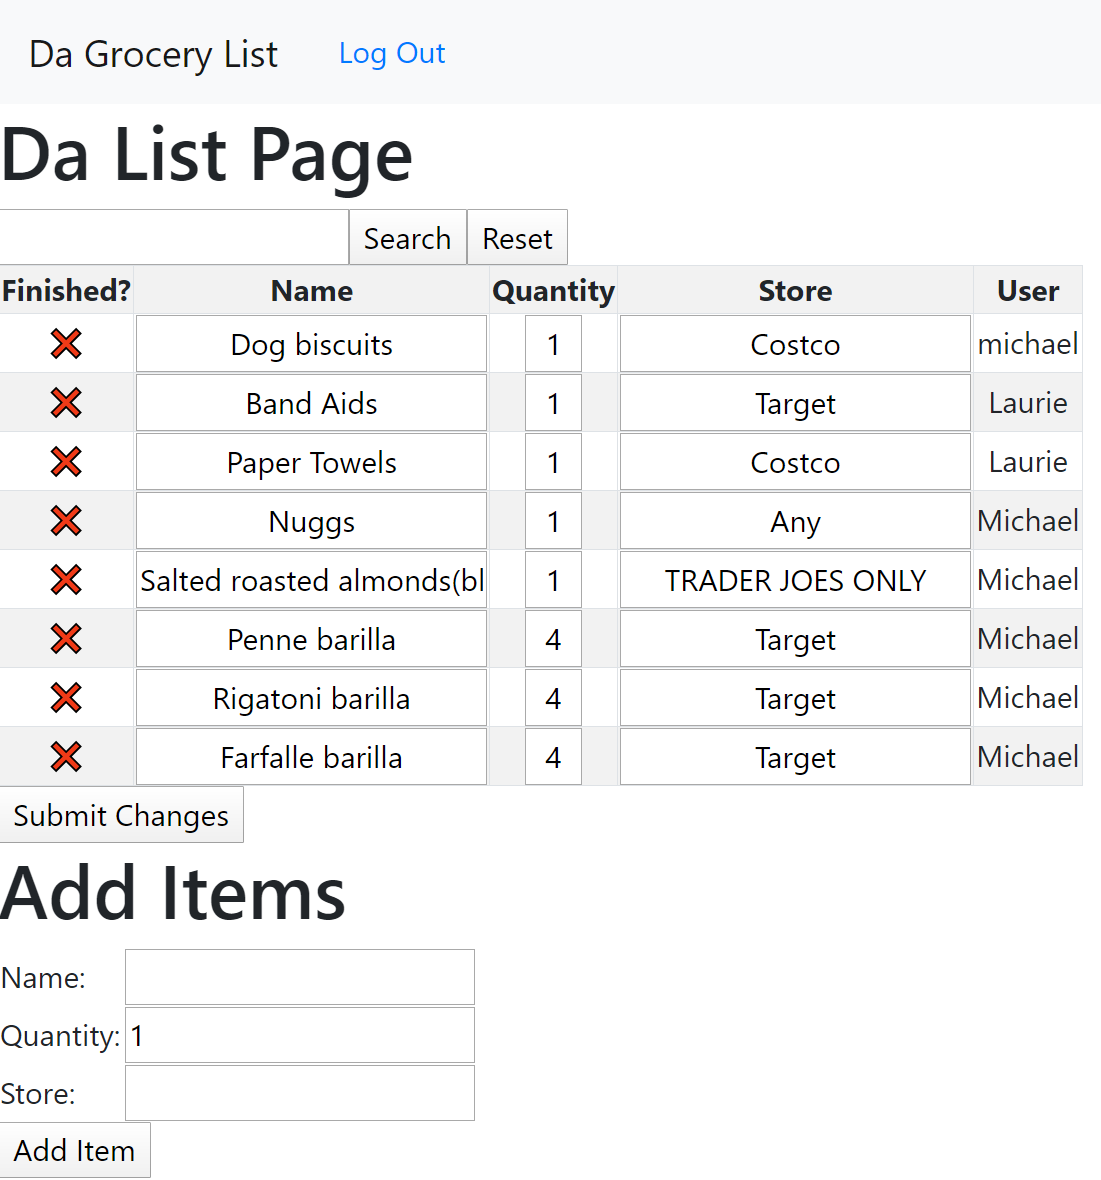 Da Grocery List Log Out
Da List Page
Search Reset
Finished? Name Quantity Store User
Dog biscuits 1 Costco michael
Band Aids 1 Target Laurie
Paper Towels 1 Costco Laurie
Nuggs 1 Any Michael
Salted roasted almonds(bl 1 TRADER JOES ONLY Michael
Penne barilla 4 Target Michael
Rigatoni barilla 4 Target Michael
Farfalle barilla 4 Target Michael
Submit Changes
Add Items
Name:
Quantity: 1
Store:
Add Item